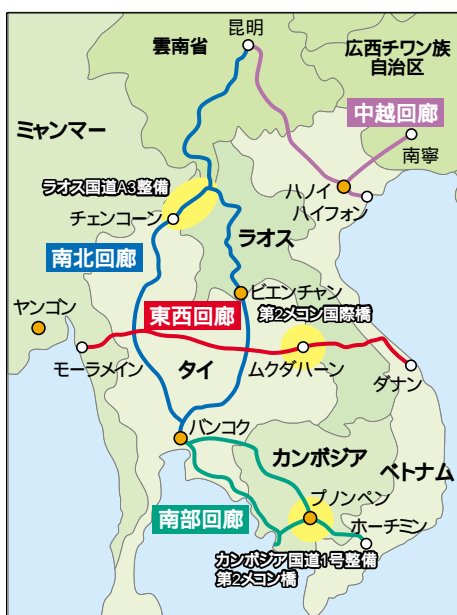 昆明
雲南省
広西チワン族
自治区
中越回廊
ミャンマー
南寧
ハノイ
ハイフォン
ラオス国道A3整備
チェンコーン
ラオス
南北回廊
ヤンゴン
ビエンチャン
東西回廊
第2メコン国際橋
モーラメイン
タイ
ムクダハーン
ダナン
バンコク
カンボジア
ベトナム
プノンペン
南部回廊
ホーチミン
カンボジア国道1号整備
第2メコン橋